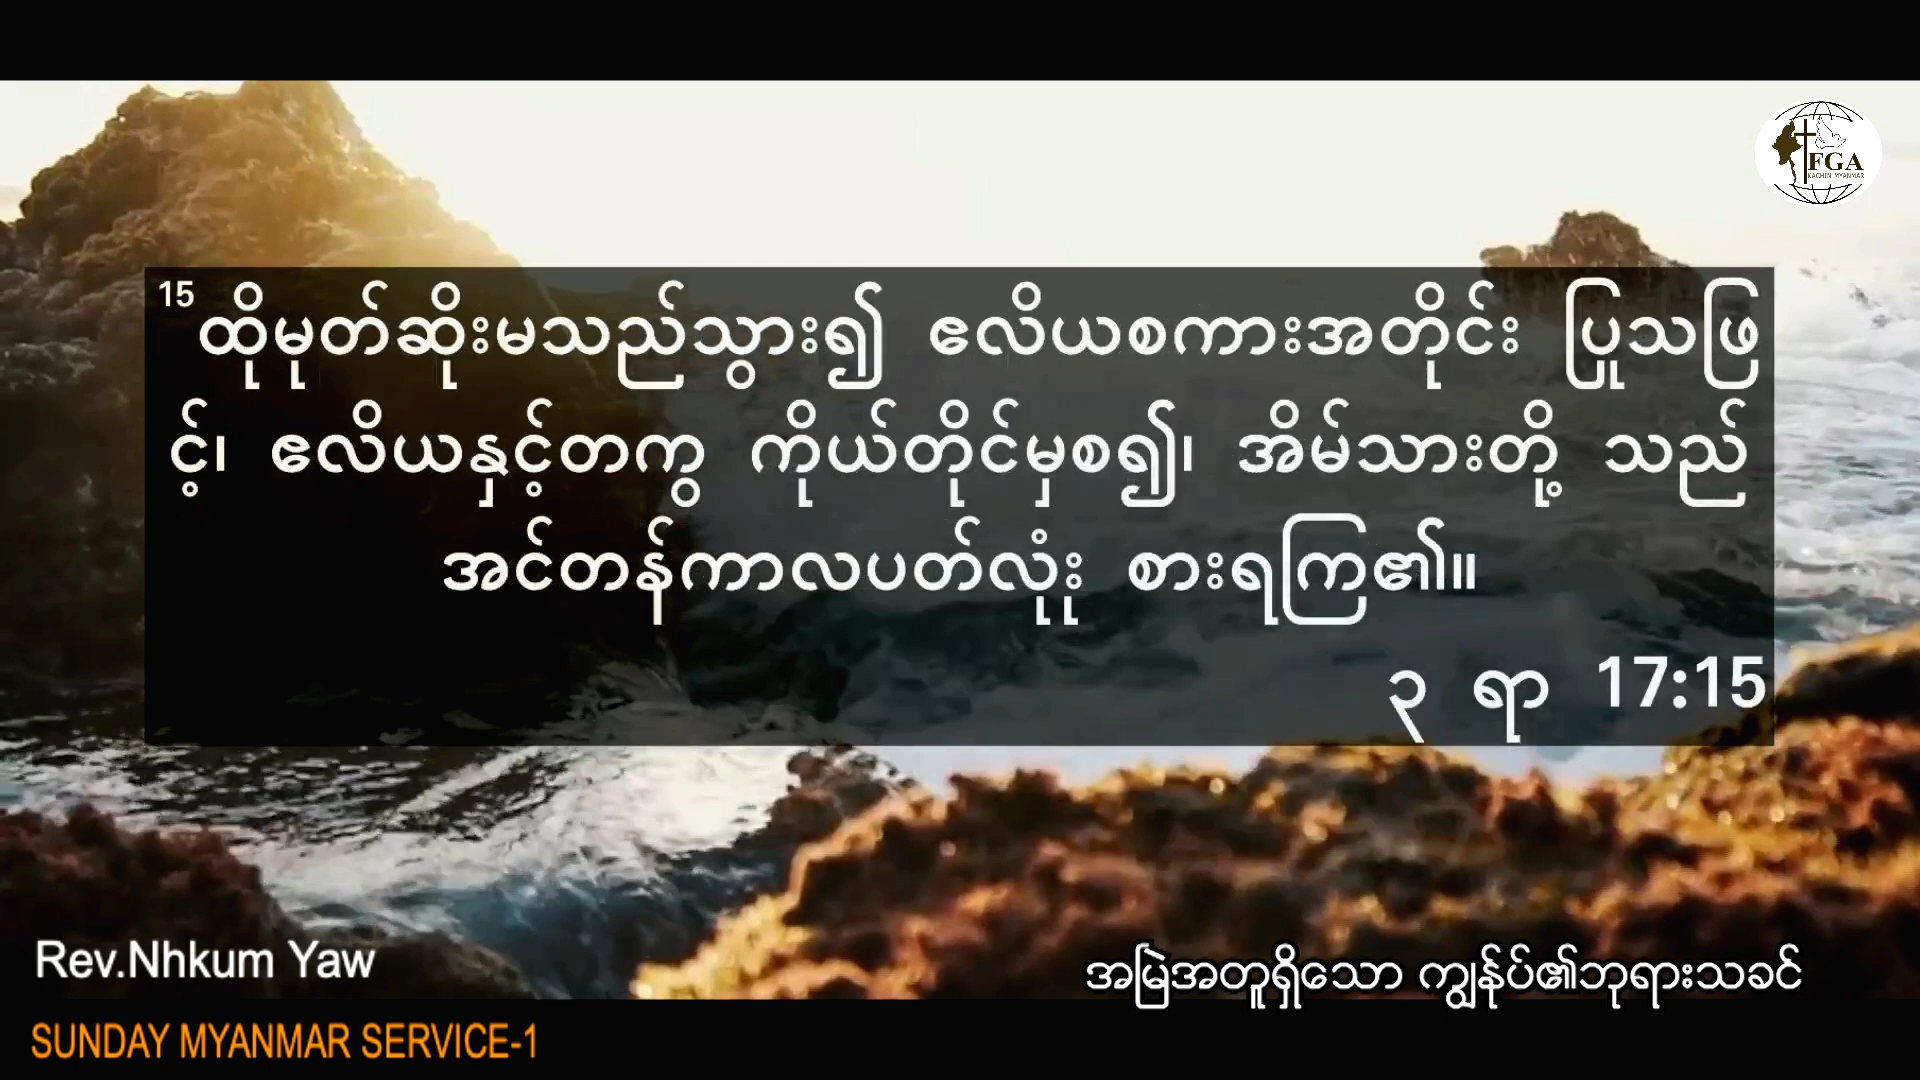 FGA
KACHIN MYANMAR
15 ထိုမုတ်ဆိုးမသည်သွား၍ ဧလိယစကားအတိုင်း ပြုသဖြ
င့်၊ ဧလိယနှင့်တကွ ကိုယ်တိုင်မှစ၍၊ အိမ်သားတို့ သည်
အင်တန်ကာလပတ်လုံး စားရကြ၏။
၃ ရာ 17:15
Rev.Nhkum Yaw
အမြဲအတူရှိသော ကျွန်ုပ်၏ဘုရားသခင်
SUNDAY MYANMAR SERVICE-1